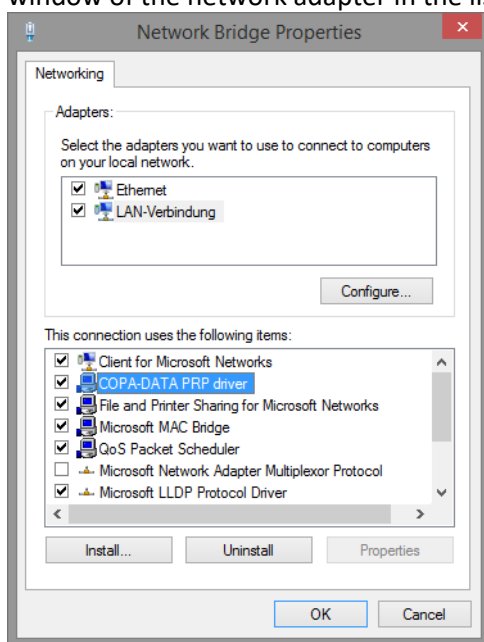 window of the network adapter in the lis
Network Bridge Properties
Networking
Adapters:
Select the adapters you want to use to connect to computers
on your local network.
Ethernet
LAN-Verbindung
Configure...
This connection uses the following items:
Client for Microsoft Networks
COPA-DATA PRP driver
File and Printer Sharing for Microsoft Networks
Microsoft MAC Bridge
QoS Packet Scheduler
Microsoft Network Adapter Multiplexor Protocol
Microsoft LLDP Protocol Driver
Install... Uninstall Properties
OK Cancel